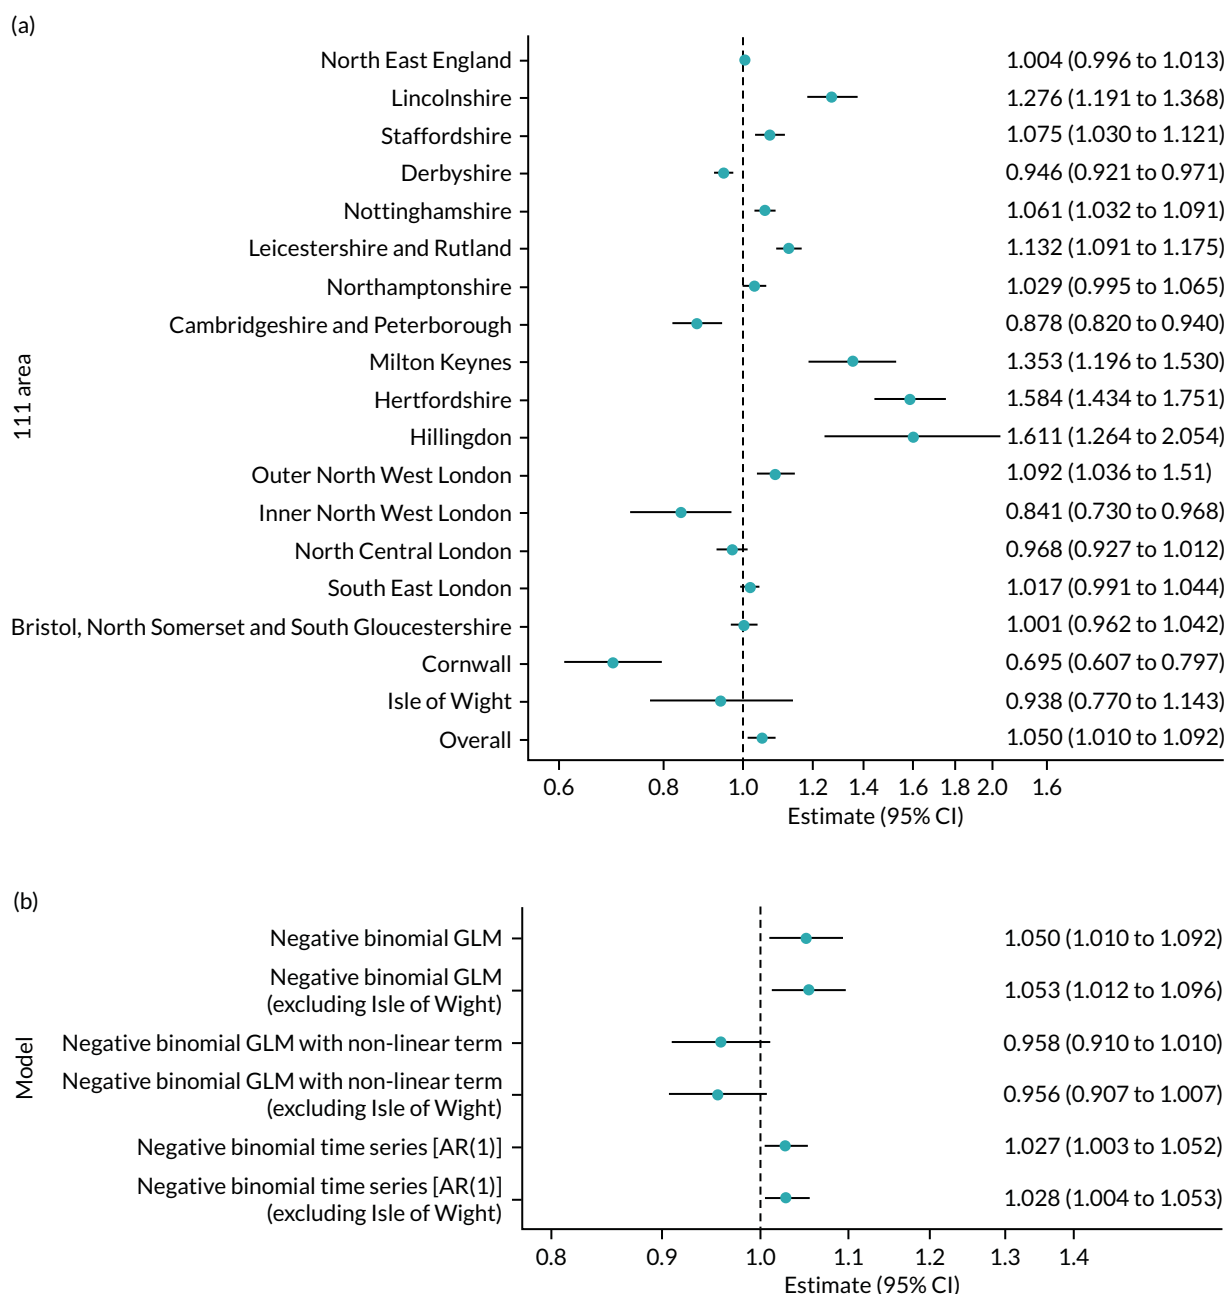 (a)
North East England 1.004 (0.996 to 1.013)
Lincolnshire 1.276 (1.191 to 1.368)
Staffordshire 1.075 (1.030 to 1.121)
Derbyshire 0.946 (0.921 to 0.971)
Nottinghamshire 1.061 (1.032 to 1.091)
Leicestershire and Rutland 1.132 (1.091 to 1.175)
Northamptonshire 1.029 (0.995 to 1.065)
Cambridgeshire and Peterborough 0.878 (0.820 to 0.940)
Milton Keynes 1.353 (1.196 to 1.530)
Hertfordshire 1.584 (1.434 to 1.751)
Hillingdon 1.611 (1.264 to 2.054)
Outer North West London 1.092 (1.036 to 1.51)
Inner North West London 0.841 (0.730 to 0.968)
North Central London 0.968 (0.927 to 1.012)
South East London 1.017 (0.991 to 1.044)
Bristol, North Somerset and South Gloucestershire 1.001 (0.962 to 1.042)
Cornwall 0.695 (0.607 to 0.797)
Isle of Wight 0.938 (0.770 to 1.143)
Overall 1.050 (1.010 to 1.092)
111 area
0.6 0.8 1.0 1.2 1.4 1.6 1.8 2.0 1.6
Estimate (95% CI)
(b)
Negative binomial GLM 1.050 (1.010 to 1.092)
Negative binomial GLM
(excluding Isle of Wight) 1.053 (1.012 to 1.096)
Negative binomial GLM with non-linear term 0.958 (0.910 to 1.010)
Negative binomial GLM with non-linear term
(excluding Isle of Wight) 0.956 (0.907 to 1.007)
Negative binomial time series [AR(1)] 1.027 (1.003 to 1.052)
Negative binomial time series [AR(1)]
(excluding Isle of Wight) 1.028 (1.004 to 1.053)
Model
0.8 0.9 1.0 1.1 1.2 1.3 1.4
Estimate (95% CI)